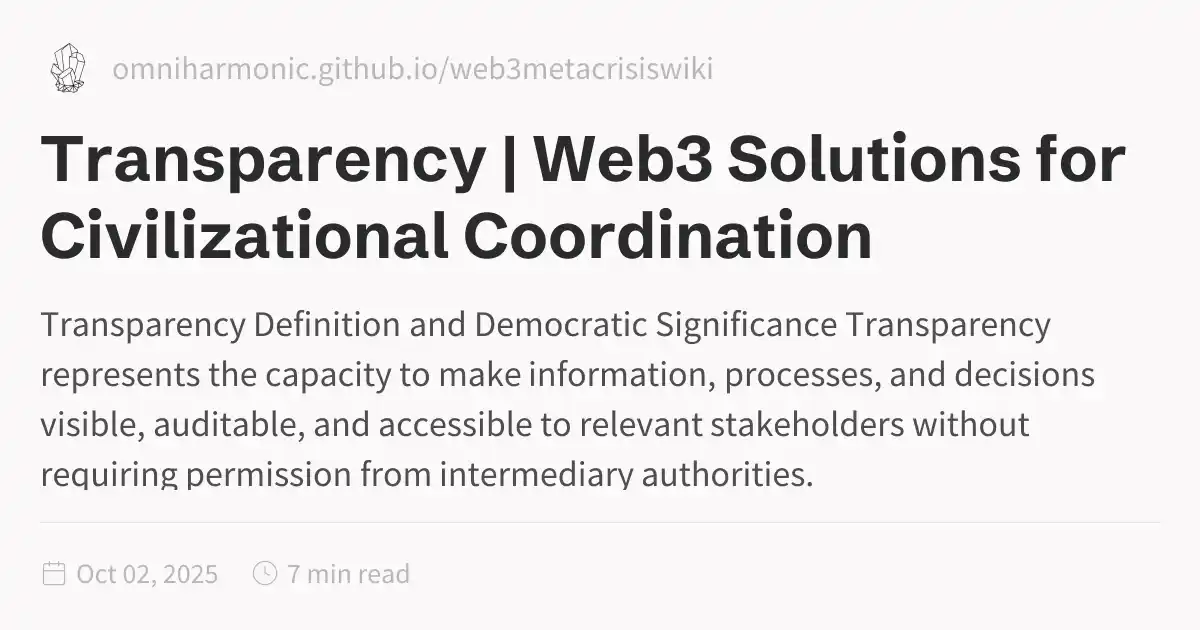 omniharmonic.github.io/web3metacrisiswiki
Transparency | Web3 Solutions for
Civilizational Coordination
Transparency Definition and Democratic Significance Transparency
represents the capacity to make information, processes, and decisions
visible, auditable, and accessible to relevant stakeholders without
requiring permission from intermediary authorities.
Oct 02, 2025 7 min read